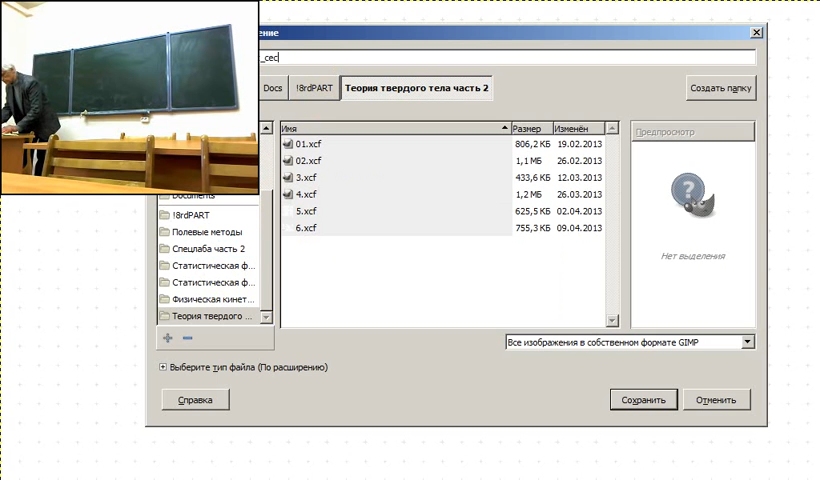 ение
_сес
Docs !8rdPART Теория твердого тела часть 2 Создать папку
Имя Размер Изменён Предпросмотр
01.xcf 806,2 КБ 19.02.2013
02.xcf 1,1 МБ 26.02.2013
3.xcf 433,6 КБ 12.03.2013
4.xcf 1,2 МБ 26.03.2013
5.xcf 625,5 КБ 02.04.2013
6.xcf 755,3 КБ 09.04.2013
Documents
!8rdPART
Полевые методы
Спецлаба часть 2
Статистическая ф...
Статистическая ф...
Физическая кинет...
Теория твердого ...
Нет выделения
Все изображения в собственном формате GIMP
Выберите тип файла (По расширению)
Справка Сохранить Отменить